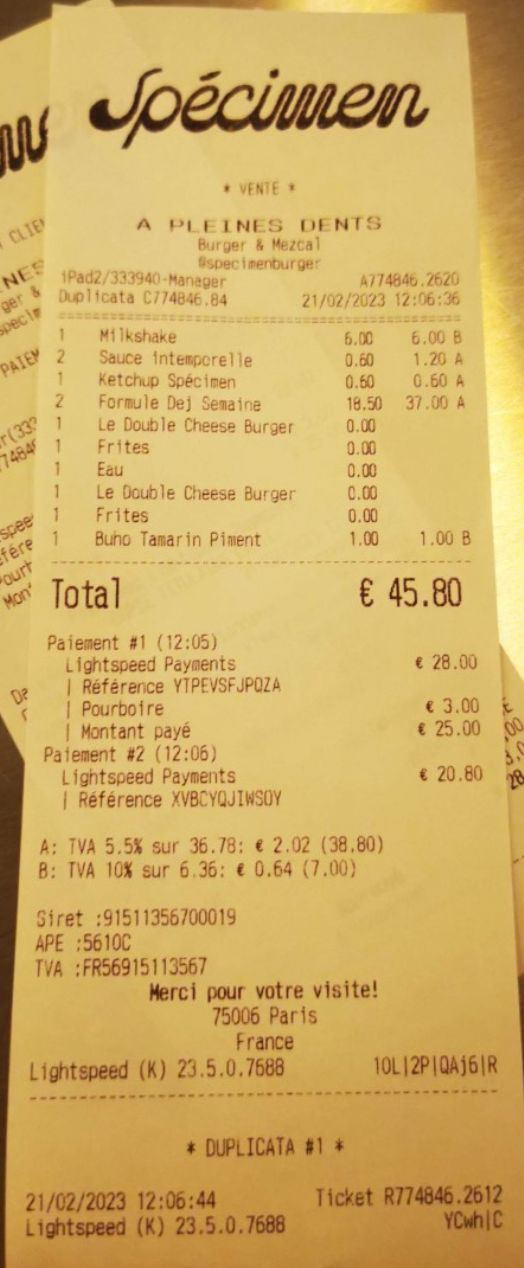 Spécimen
* VENTE *
A PLEINES DENTS
Burger & Mezcal
@specimenburger
iPad2/333940-Manager A774846.2620
Duplicata C774846.84 21/02/2023 12:06:36
1 Milkshake 6.00 6.00 B
2 Sauce intemporelle 0.60 1.20 A
1 Ketchup Spécimen 0.60 0.60 A
2 Formule Dej Semaine 18.50 37.00 A
1 Le Double Cheese Burger 0.00
1 Frites 0.00
1 Eau 0.00
1 Le Double Cheese Burger 0.00
1 Frites 0.00
1 Buho Tamarin Piment 1.00 1.00 B
Total € 45.80
Paiement #1 (12:05)
Lightspeed Payments € 28.00
| Référence YTPEVSFJPQZA
| Pourboire € 3.00
| Montant payé € 25.00
Paiement #2 (12:06)
Lightspeed Payments € 20.80
| Référence XVBCYQJIWSOY
A: TVA 5.5% sur 36.78: € 2.02 (38.80)
B: TVA 10% sur 6.36: € 0.64 (7.00)
Siret :91511356700019
APE :5610C
TVA :FR56915113567
Merci pour votre visite!
75006 Paris
France
Lightspeed (K) 23.5.0.7688 10L|2P|QAj6|R
* DUPLICATA #1 *
21/02/2023 12:06:44 Ticket R774846.2612
Lightspeed (K) 23.5.0.7688 YCwh|C